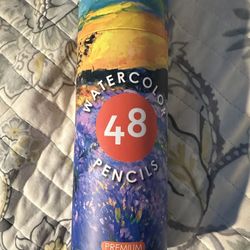 WATERCOLOR
48
PENCILS
PREMIUM